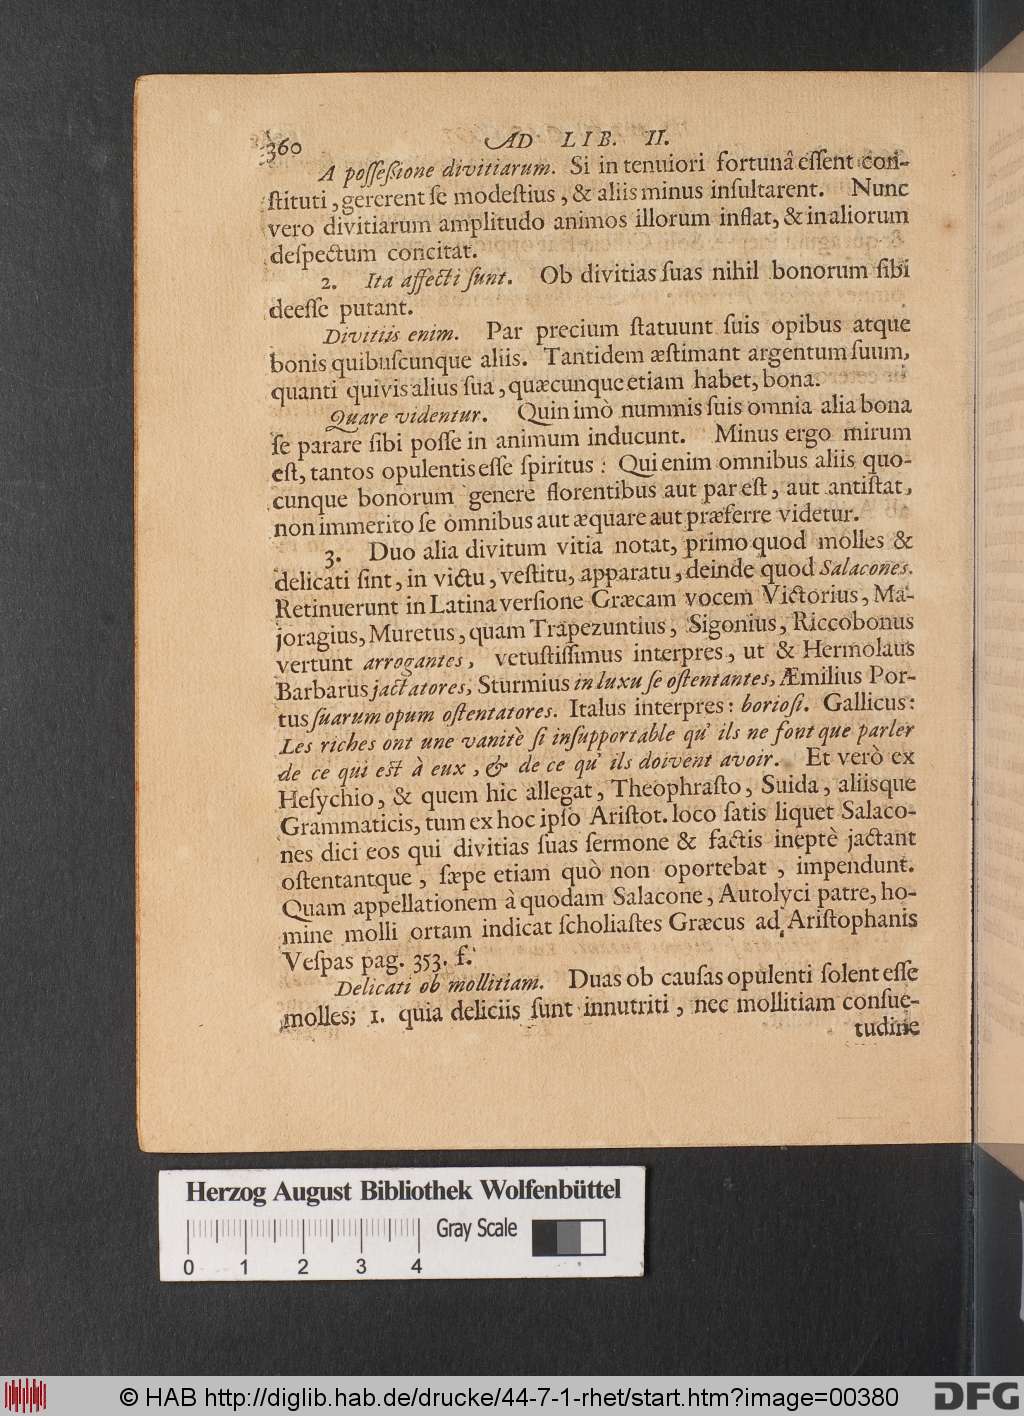 360 AD LIB. II.
A poſſeſsione divitiarum. Si in tenuiori fortunâ eſſent con-
ſtituti, gererent ſe modeſtius, & aliis minus inſultarent. Nunc
vero divitiarum amplitudo animos illorum inflat, & in aliorum
deſpectum concitat.
2. Ita affecti ſunt. Ob divitias ſuas nihil bonorum ſibi
deeſſe putant.
Divitiis enim. Par precium ſtatuunt ſuis opibus atque
bonis quibuſcunque aliis. Tantidem æſtimant argentum ſuum,
quanti quivis alius ſua, quæcunque etiam habet, bona.
Quare videntur. Quin imò nummis ſuis omnia alia bona
ſe parare ſibi poſſe in animum inducunt. Minus ergo mirum
eſt, tantos opulentis eſſe ſpiritus: Qui enim omnibus aliis quo-
cunque bonorum genere florentibus aut par eſt, aut antiſtat,
non immerito ſe omnibus aut æquare aut præferre videtur.
3. Duo alia divitum vitia notat, primo quod molles &
delicati ſint, in victu, veſtitu, apparatu, deinde quod Salacones.
Retinuerunt in Latina verſione Græcam vocem Victorius, Ma-
joragius, Muretus, quam Trapezuntius, Sigonius, Riccobonus
vertunt arrogantes, vetuſtiſſimus interpres, ut & Hermolaus
Barbarus jactatores, Sturmius in luxu ſe oſtentantes, Æmilius Por-
tus ſuarum opum oſtentatores. Italus interpres: borioſi. Gallicus:
Les riches ont une vanitè ſi inſupportable qu' ils ne font que parler
de ce qui eſt à eux, & de ce qu' ils doivent avoir. Et verò ex
Heſychio, & quem hic allegat, Theophraſto, Suida, aliisque
Grammaticis, tum ex hoc ipſo Ariſtot. loco ſatis liquet Salaco-
nes dici eos qui divitias ſuas ſermone & factis ineptè jactant
oſtentantque, ſæpe etiam quò non oportebat, impendunt.
Quam appellationem à quodam Salacone, Autolyci patre, ho-
mine molli ortam indicat ſcholiaſtes Græcus ad Ariſtophanis
Veſpas pag. 353. f.
Delicati ob mollitiam. Duas ob cauſas opulenti ſolent eſſe
molles; 1. quia deliciis ſunt innutriti, nec mollitiam conſue-
tudine
Herzog August Bibliothek Wolfenbüttel
Gray Scale
0 1 2 3 4
© HAB http://diglib.hab.de/drucke/44-7-1-rhet/start.htm?image=00380
DFG